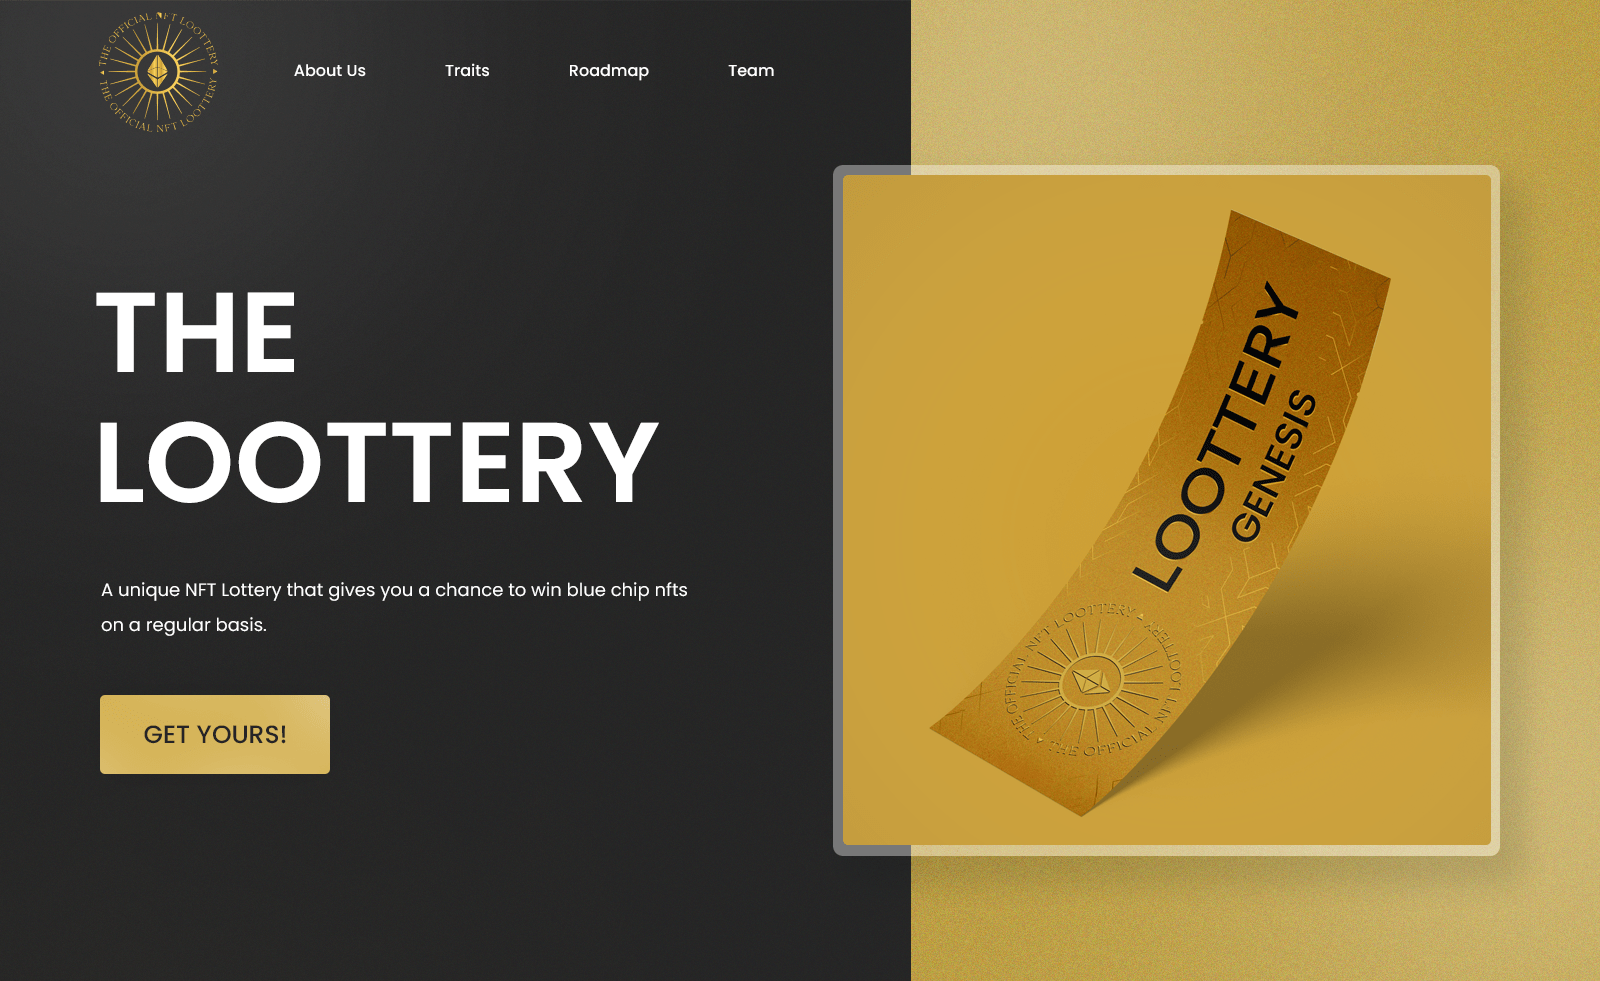 THE OFFICIAL NFT LOOTTERY
THE OFFICIAL NFT LOOTTERY
About Us
Traits
Roadmap
Team
THE
LOOTTERY
A unique NFT Lottery that gives you a chance to win blue chip nfts
on a regular basis.
GET YOURS!
LOOTTERY
GENESIS
THE OFFICIAL NFT LOOTTERY
THE OFFICIAL
LOOTTERY